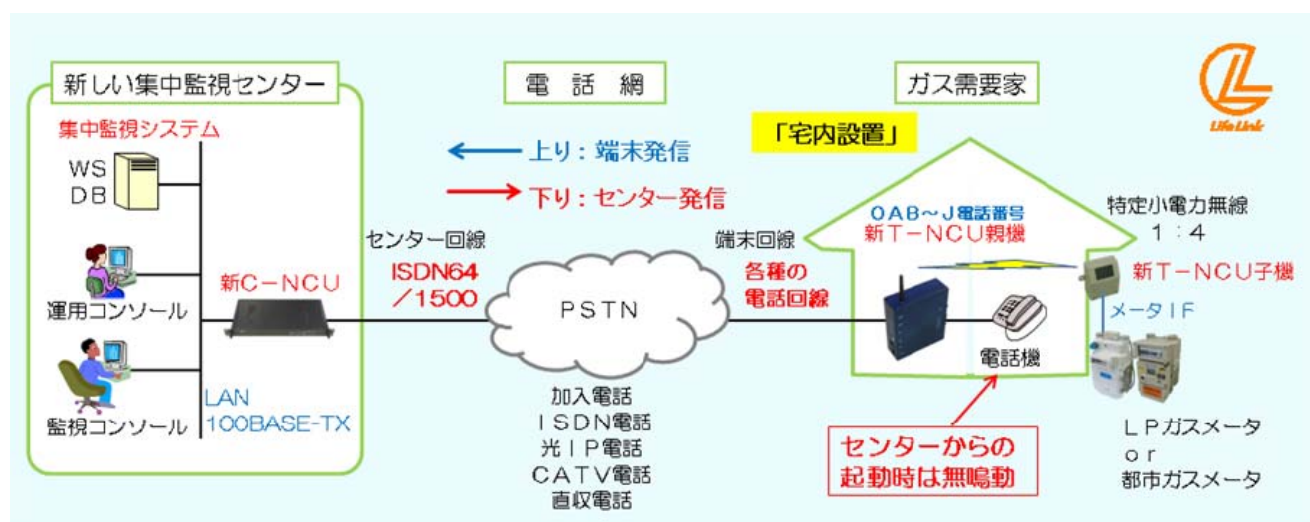 新しい集中監視センター
集中監視システム
WS
DB
運用コンソール
監視コンソール
新C−NCU
LAN
100BASE-TX
電 話 網
← 上り：端末発信
→ 下り：センター発信
センター回線
ISDN64
／1500
PSTN
端末回線
各種の
電話回線
加入電話
ISDN電話
光IP電話
CATV電話
直収電話
ガス需要家
「宅内設置」
0AB～J電話番号
新T−NCU親機
電話機
センターからの
起動時は無鳴動
Life Link
特定小電力無線
1：4
新T−NCU子機
メータIF
LPガスメータ
or
都市ガスメータ